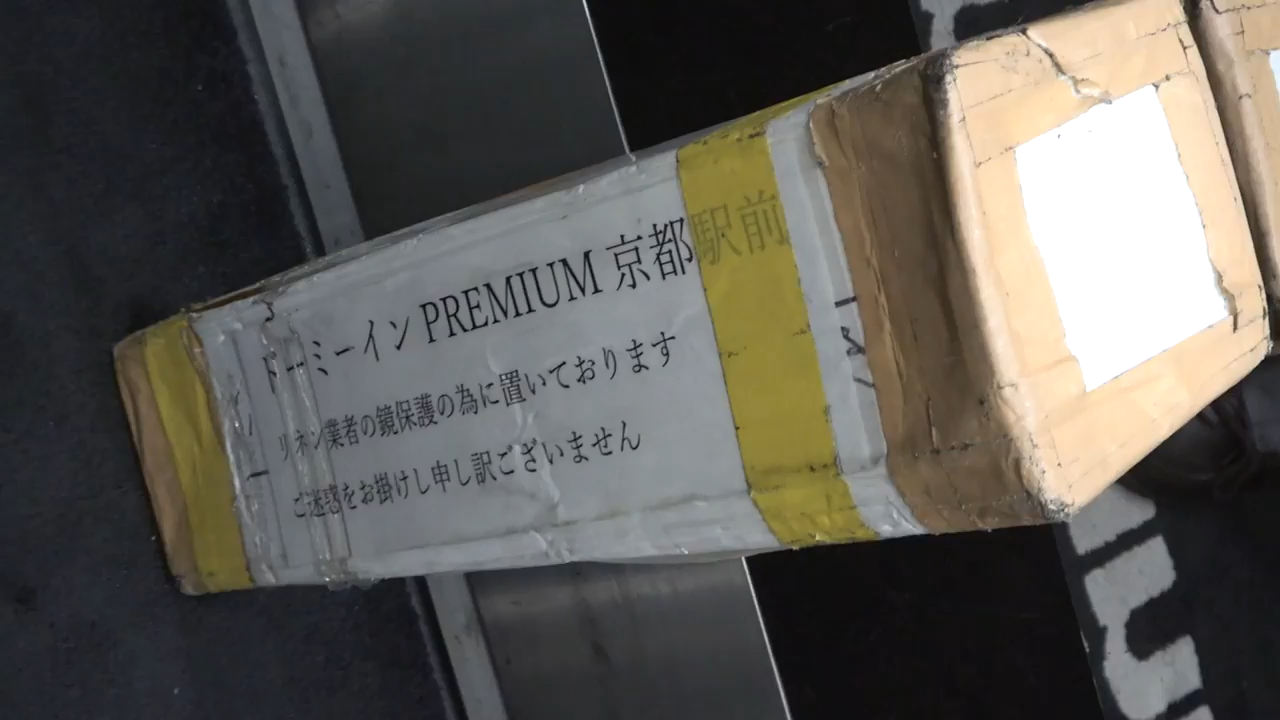 ドーミーイン PREMIUM 京都駅前
リネン業者の鏡保護の為に置いております
ご迷惑をお掛けし申し訳ございません